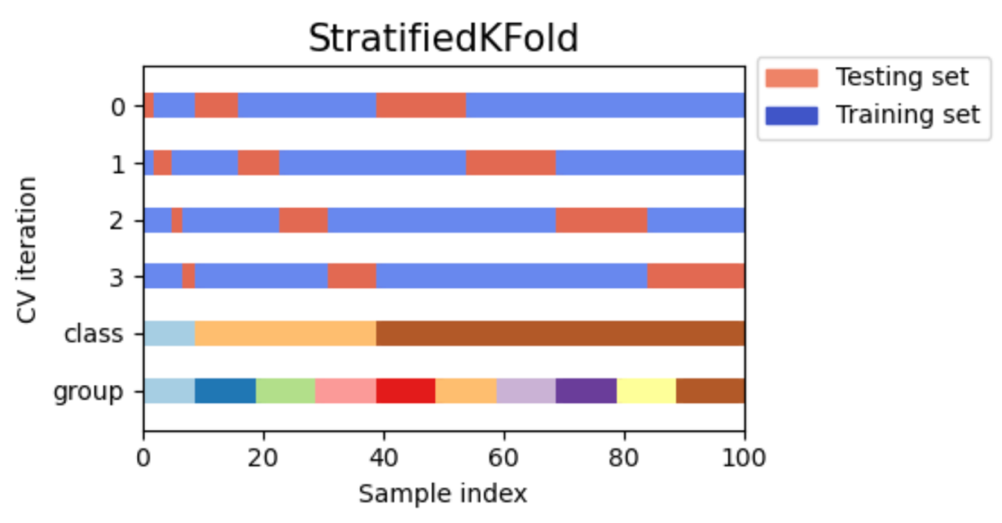 StratifiedKFold
Testing set
Training set
CV iteration
0
1
2
3
class
group
0 20 40 60 80 100
Sample index